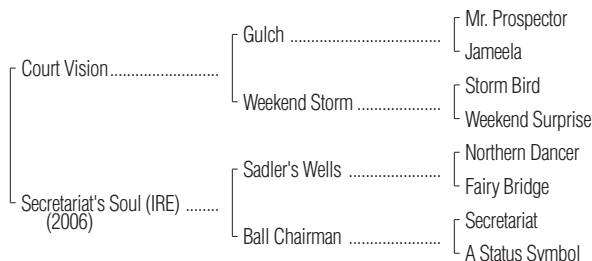 Mr. Prospector
Gulch ........................................
Jameela
Court Vision.............................
Storm Bird
Weekend Storm ......................
Weekend Surprise
Northern Dancer
Sadler's Wells ........................
Fairy Bridge
Secretariat's Soul (IRE) ........
(2006)
Secretariat
Ball Chairman ........................
A Status Symbol